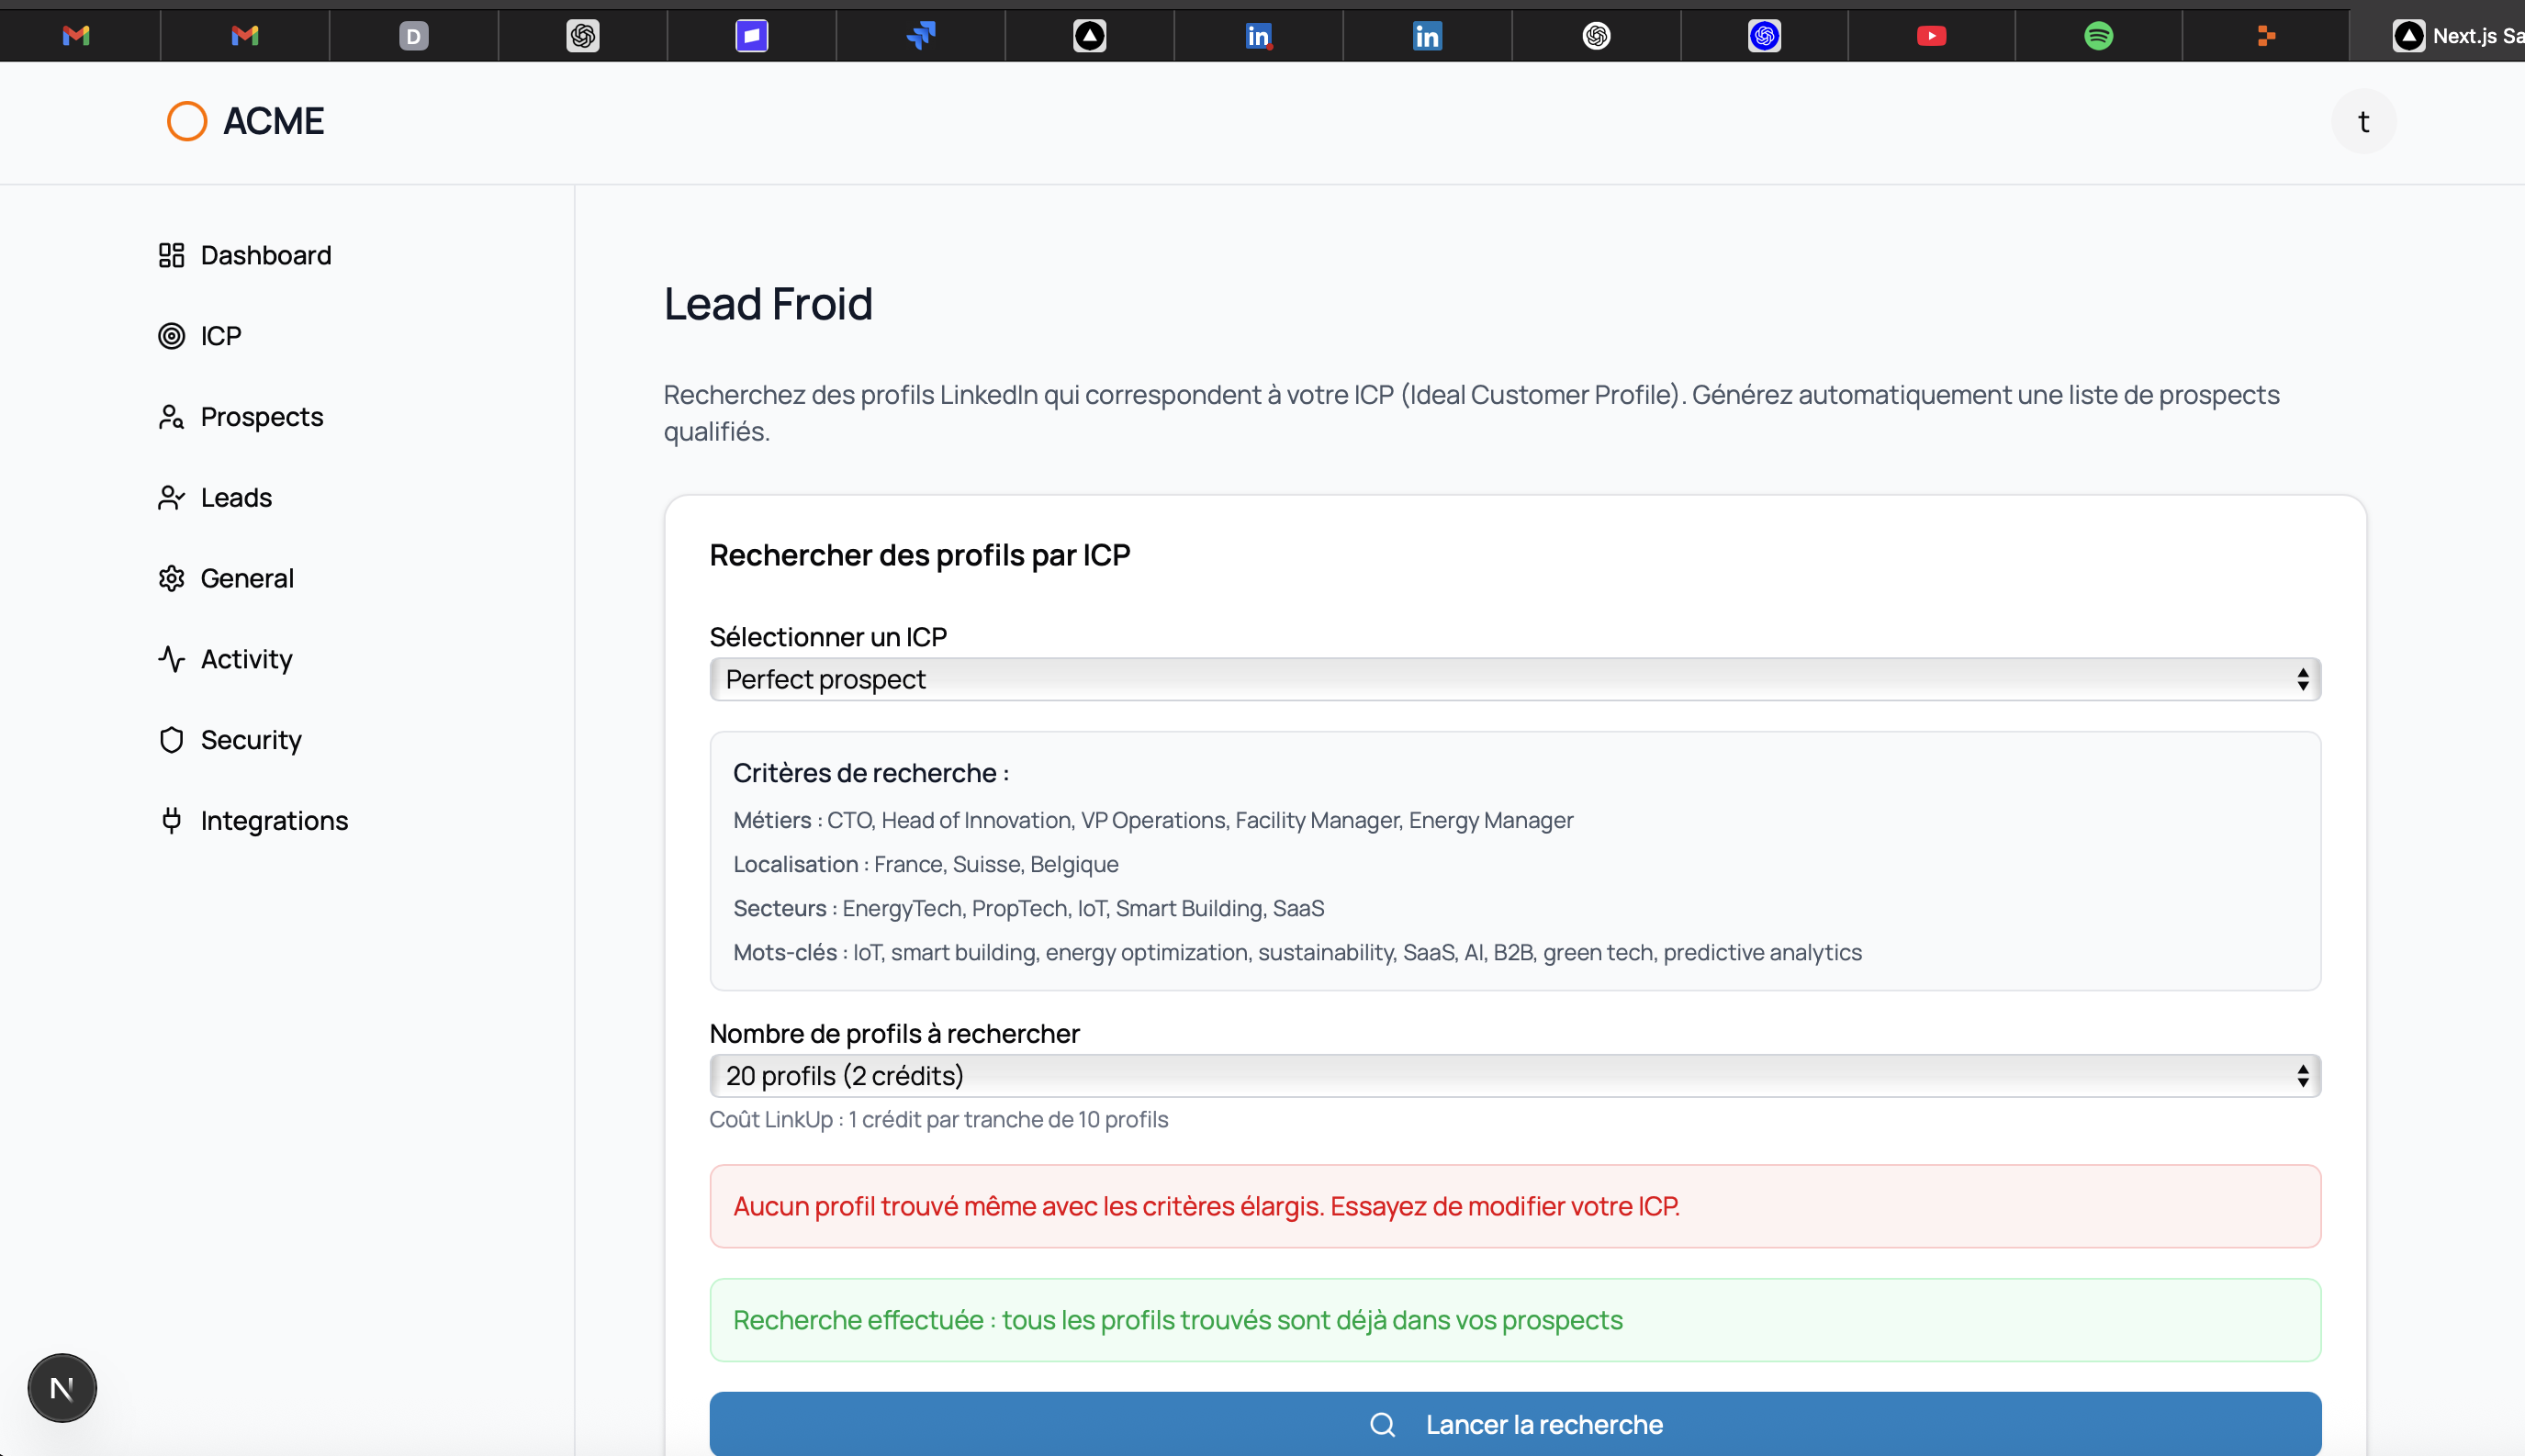 Next.js Sa
ACME
t
Dashboard
ICP
Prospects
Leads
General
Activity
Security
Integrations
Lead Froid
Recherchez des profils LinkedIn qui correspondent à votre ICP (Ideal Customer Profile). Générez automatiquement une liste de prospects
qualifiés.
Rechercher des profils par ICP
Sélectionner un ICP
Perfect prospect
Critères de recherche :
Métiers : CTO, Head of Innovation, VP Operations, Facility Manager, Energy Manager
Localisation : France, Suisse, Belgique
Secteurs : EnergyTech, PropTech, IoT, Smart Building, SaaS
Mots-clés : IoT, smart building, energy optimization, sustainability, SaaS, AI, B2B, green tech, predictive analytics
Nombre de profils à rechercher
20 profils (2 crédits)
Coût LinkUp : 1 crédit par tranche de 10 profils
Aucun profil trouvé même avec les critères élargis. Essayez de modifier votre ICP.
Recherche effectuée : tous les profils trouvés sont déjà dans vos prospects
Lancer la recherche
D
in
in
N